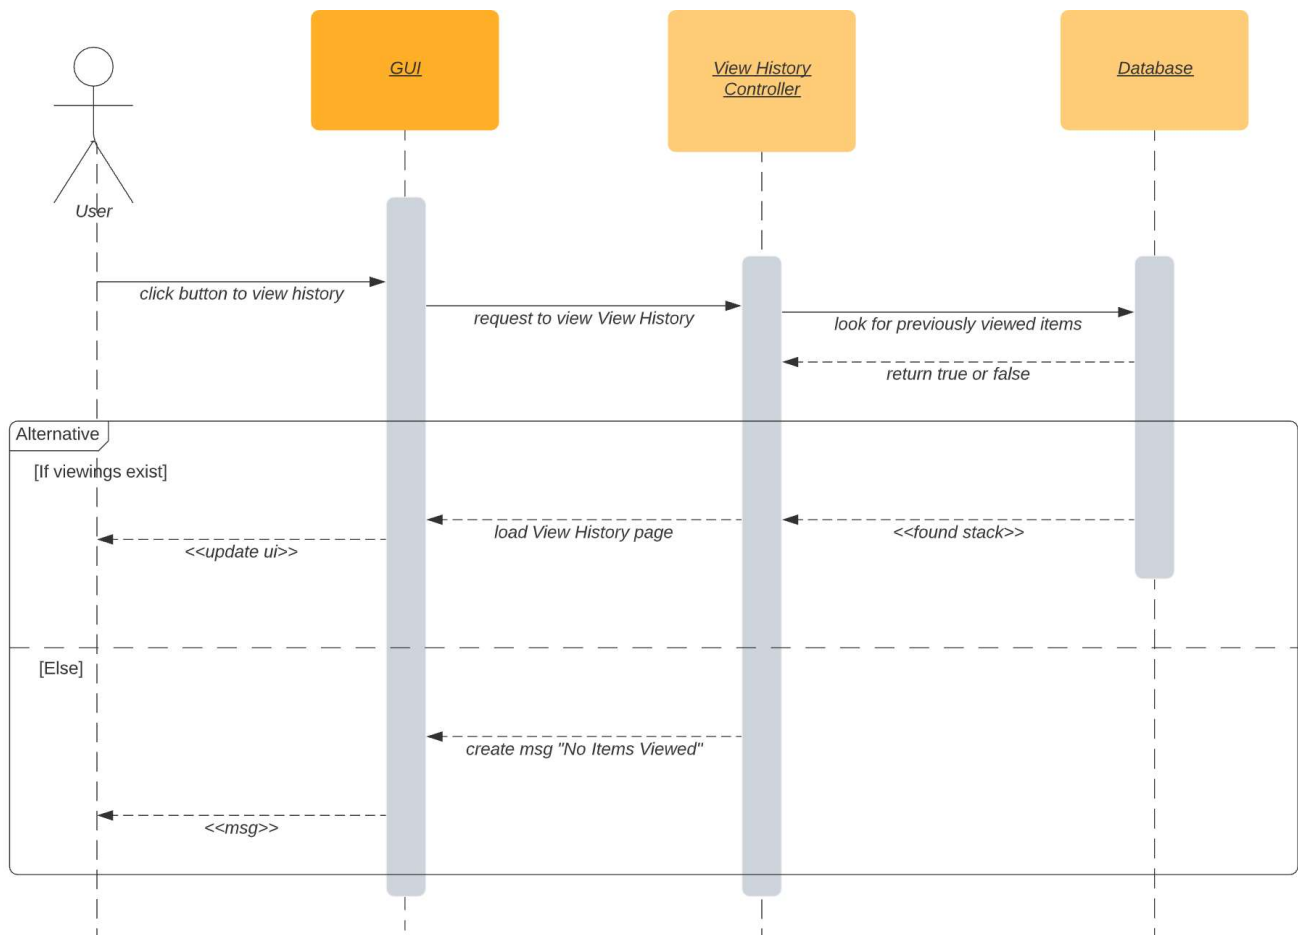 GUI
View History
Controller
Database
User
click button to view history
request to view View History
look for previously viewed items
return true or false
Alternative
[If viewings exist]
load View History page
<<found stack>>
<<update ui>>
[Else]
create msg "No Items Viewed"
<<msg>>